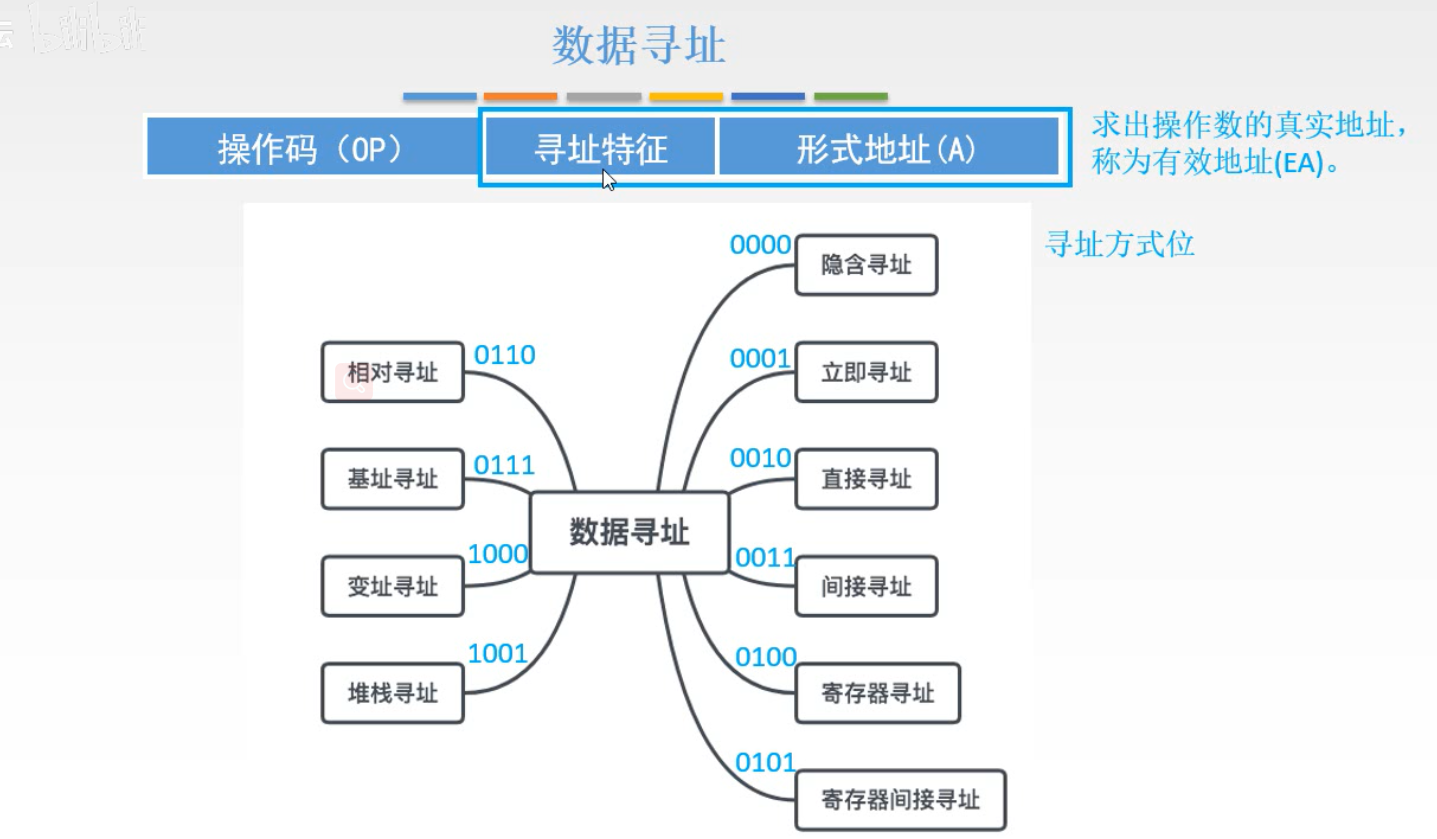 云
bilibili
数据寻址
操作码（OP） 寻址特征 形式地址(A)
求出操作数的真实地址，
称为有效地址(EA)。
寻址方式位
0000 隐含寻址
0001 立即寻址
0010 直接寻址
0011 间接寻址
0100 寄存器寻址
0101 寄存器间接寻址
相对寻址 0110
基址寻址 0111
变址寻址 1000
堆栈寻址 1001
数据寻址